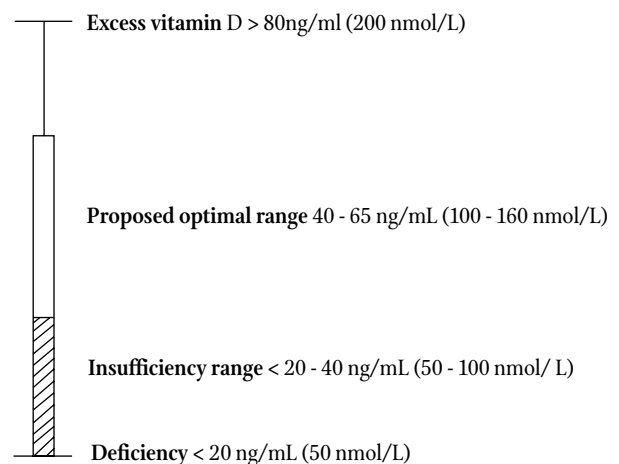 Excess vitamin D > 80ng/ml (200 nmol/L)
Proposed optimal range 40 - 65 ng/mL (100 - 160 nmol/L)
Insufficiency range < 20 - 40 ng/mL (50 - 100 nmol/ L)
Deficiency < 20 ng/mL (50 nmol/L)